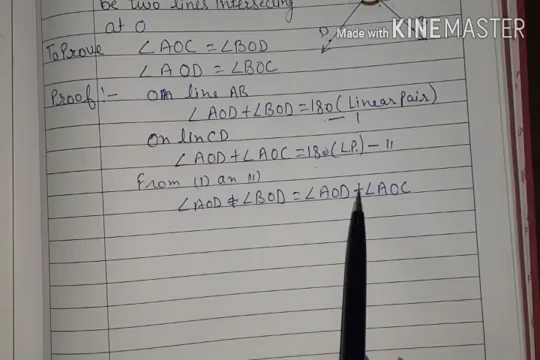 be two lines intersecting
at O
D
Made with KINEMASTER
To Prove ∠AOC = ∠BOD
∠AOD = ∠BOC
Proof:- On line AB
∠AOD + ∠BOD = 180 (Linear Pair)
— I
On lin CD
∠AOD + ∠AOC = 180 (L.P.) – II
from (I) an II)
∠AOD + ∠BOD = ∠AOD + ∠AOC